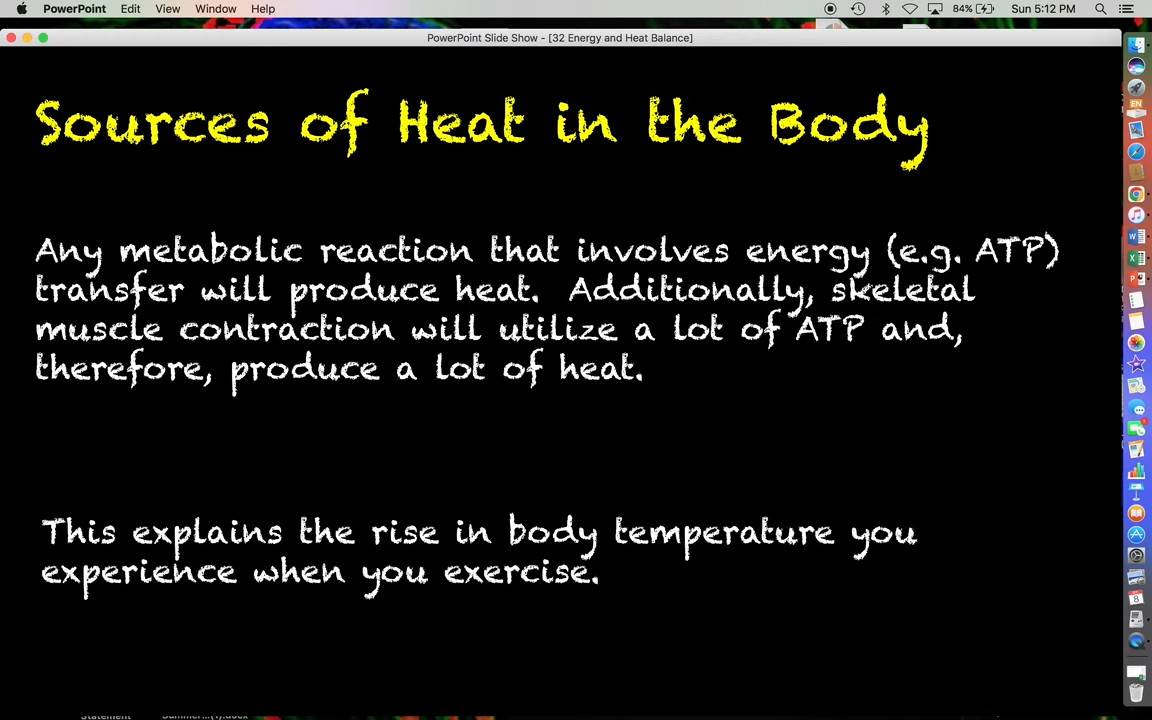 PowerPoint Edit View Window Help 84% Sun 5:12 PM
PowerPoint Slide Show - [32 Energy and Heat Balance]
Sources of Heat in the Body
Any metabolic reaction that involves energy (e.g. ATP)
transfer will produce heat. Additionally, skeletal
muscle contraction will utilize a lot of ATP and,
therefore, produce a lot of heat.
This explains the rise in body temperature you
experience when you exercise.
EN
8